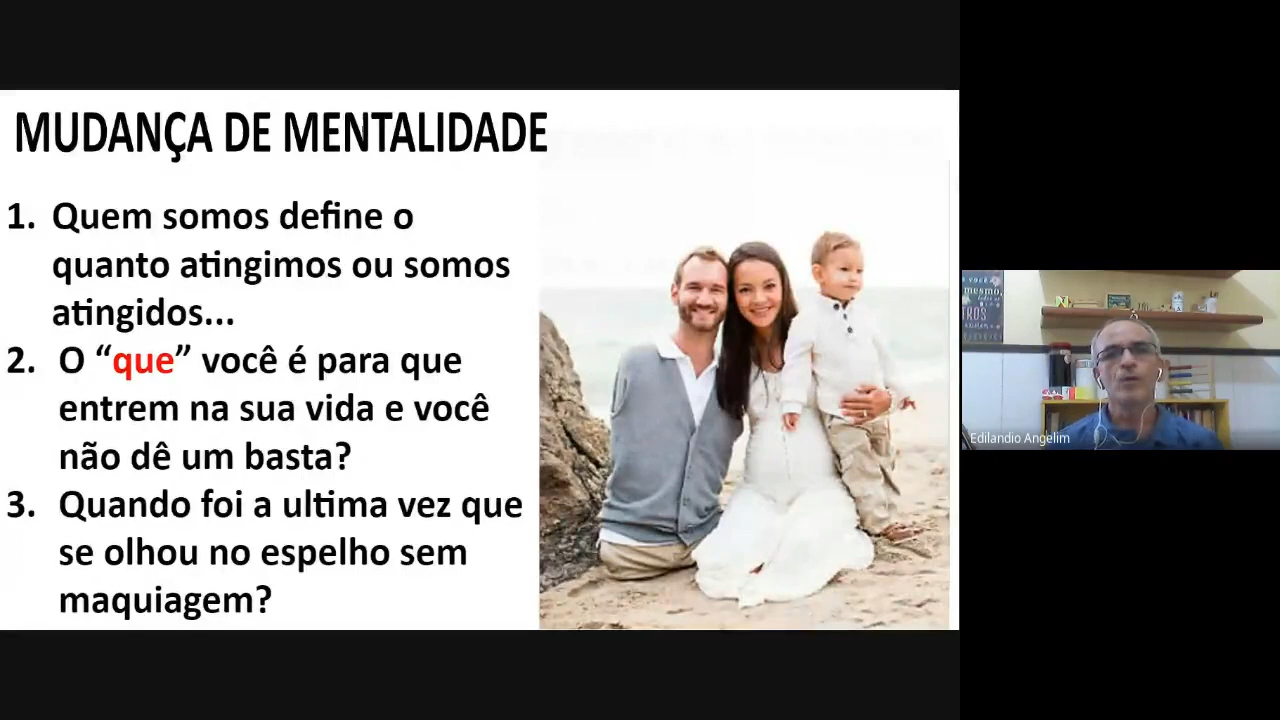 MUDANÇA DE MENTALIDADE
1. Quem somos define o
quanto atingimos ou somos
atingidos...
2. O “que” você é para que
entrem na sua vida e você
não dê um basta?
3. Quando foi a ultima vez que
se olhou no espelho sem
maquiagem?
MESMO,
Edilandio Angelim